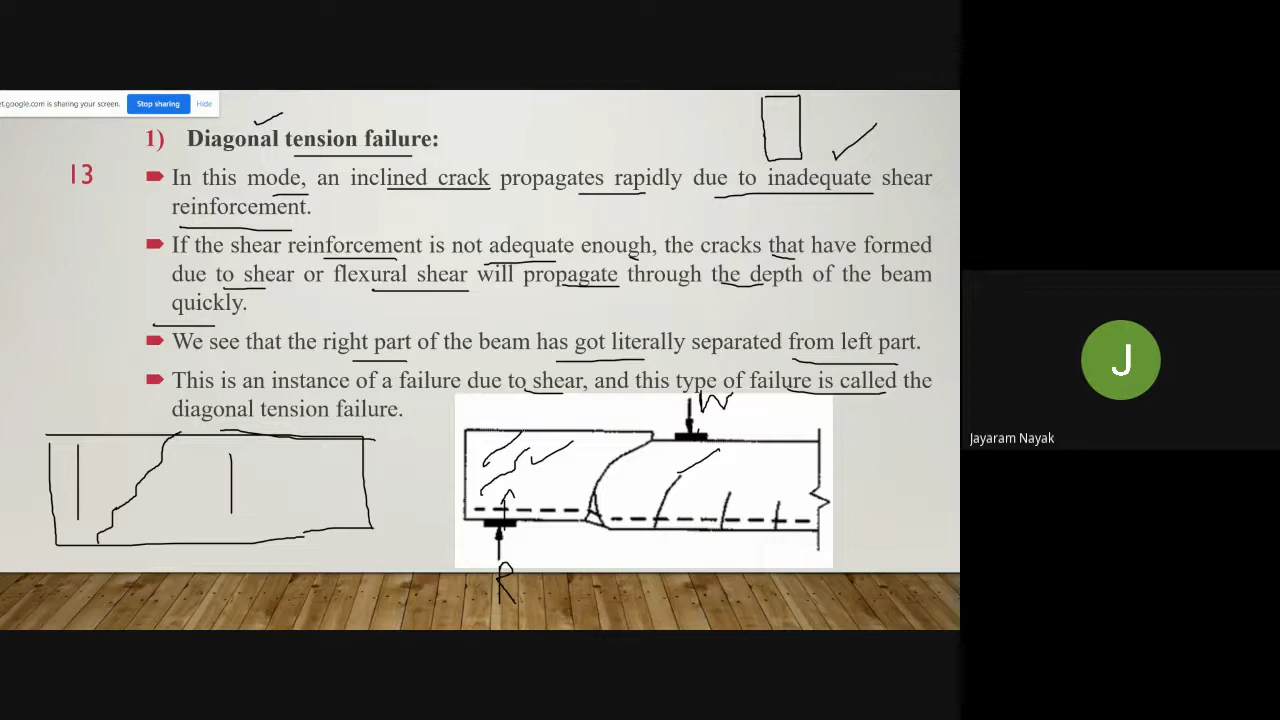 et.google.com is sharing your screen. Stop sharing Hide
1) Diagonal tension failure:
13
In this mode, an inclined crack propagates rapidly due to inadequate shear
reinforcement.
If the shear reinforcement is not adequate enough, the cracks that have formed
due to shear or flexural shear will propagate through the depth of the beam
quickly.
We see that the right part of the beam has got literally separated from left part.
This is an instance of a failure due to shear, and this type of failure is called the
diagonal tension failure.
W
R
J
Jayaram Nayak